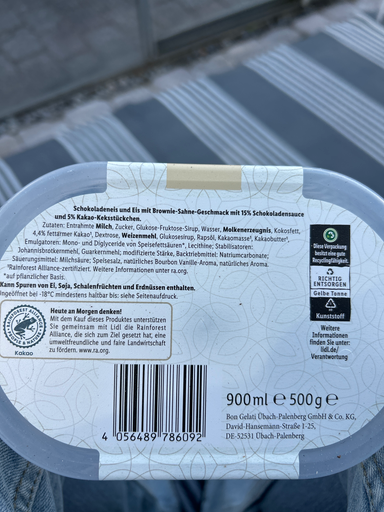 Schokoladeneis und Eis mit Brownie-Sahne-Geschmack mit 15% Schokoladensauce
und 5% Kakao-Keksstückchen.
Zutaten: Entrahmte Milch, Zucker, Glukose-Fruktose-Sirup, Wasser, Molkenerzeugnis, Kokosfett,
4,4% fettarmer Kakao¹, Dextrose, Weizenmehl, Glukosesirup, Rapsöl, Kakaomasse¹, Kakaobutter¹,
Emulgatoren: Mono- und Diglyceride von Speisefettsäuren*, Lecithine; Stabilisatoren:
Johannisbrotkernmehl, Guarkernmehl; modifizierte Stärke, Backtriebmittel: Natriumcarbonate;
Säuerungsmittel: Milchsäure; Speisesalz, natürliches Bourbon Vanille-Aroma, natürliches Aroma.
¹Rainforest Alliance-zertifiziert. Weitere Informationen unter ra.org.
*auf pflanzlicher Basis.
Kann Spuren von Ei, Soja, Schalenfrüchten und Erdnüssen enthalten.
Ungeöffnet bei -18°C mindestens haltbar bis: siehe Seitenaufdruck.
RAINFOREST ALLIANCE
Kakao
Heute an Morgen denken!
Mit dem Kauf dieses Produktes unterstützen
Sie gemeinsam mit Lidl die Rainforest
Alliance, die sich zum Ziel gesetzt hat, eine
umweltfreundliche und faire Landwirtschaft
zu fördern. www.ra.org.
4 056489 786092
Diese Verpackung
besitzt eine gute
Recyclingfähigkeit.
RICHTIG
ENTSORGEN
Gelbe Tonne
Kunststoff
Weitere
Informationen
finden Sie
unter:
lidl.de/
Verantwortung
900ml e 500g e
Bon Gelati Übach-Palenberg GmbH & Co. KG,
David-Hansemann-Straße 1-25,
DE-52531 Übach-Palenberg